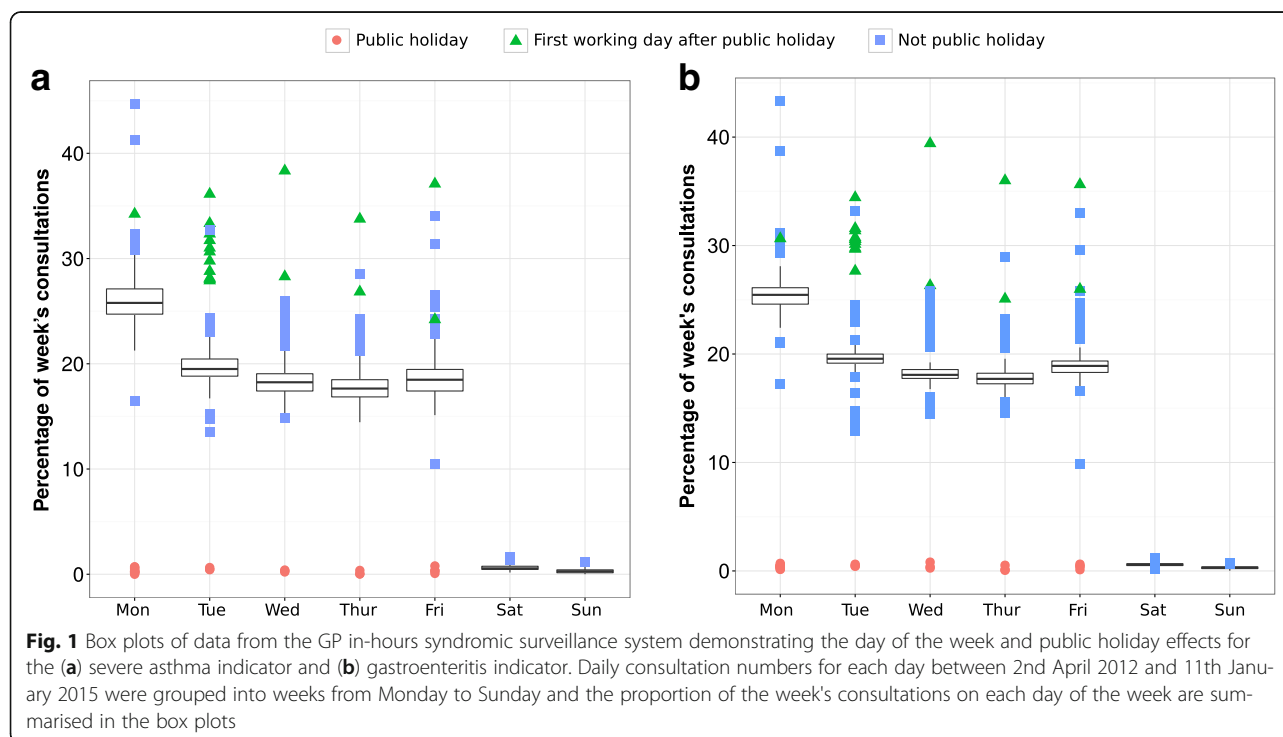 Public holiday First working day after public holiday Not public holiday
a
Percentage of week's consultations
40
30
20
10
0
Mon Tue Wed Thur Fri Sat Sun
b
Percentage of week's consultations
40
30
20
10
0
Mon Tue Wed Thur Fri Sat Sun
Fig. 1 Box plots of data from the GP in-hours syndromic surveillance system demonstrating the day of the week and public holiday effects for
the (a) severe asthma indicator and (b) gastroenteritis indicator. Daily consultation numbers for each day between 2nd April 2012 and 11th Janu-
ary 2015 were grouped into weeks from Monday to Sunday and the proportion of the week's consultations on each day of the week are sum-
marised in the box plots